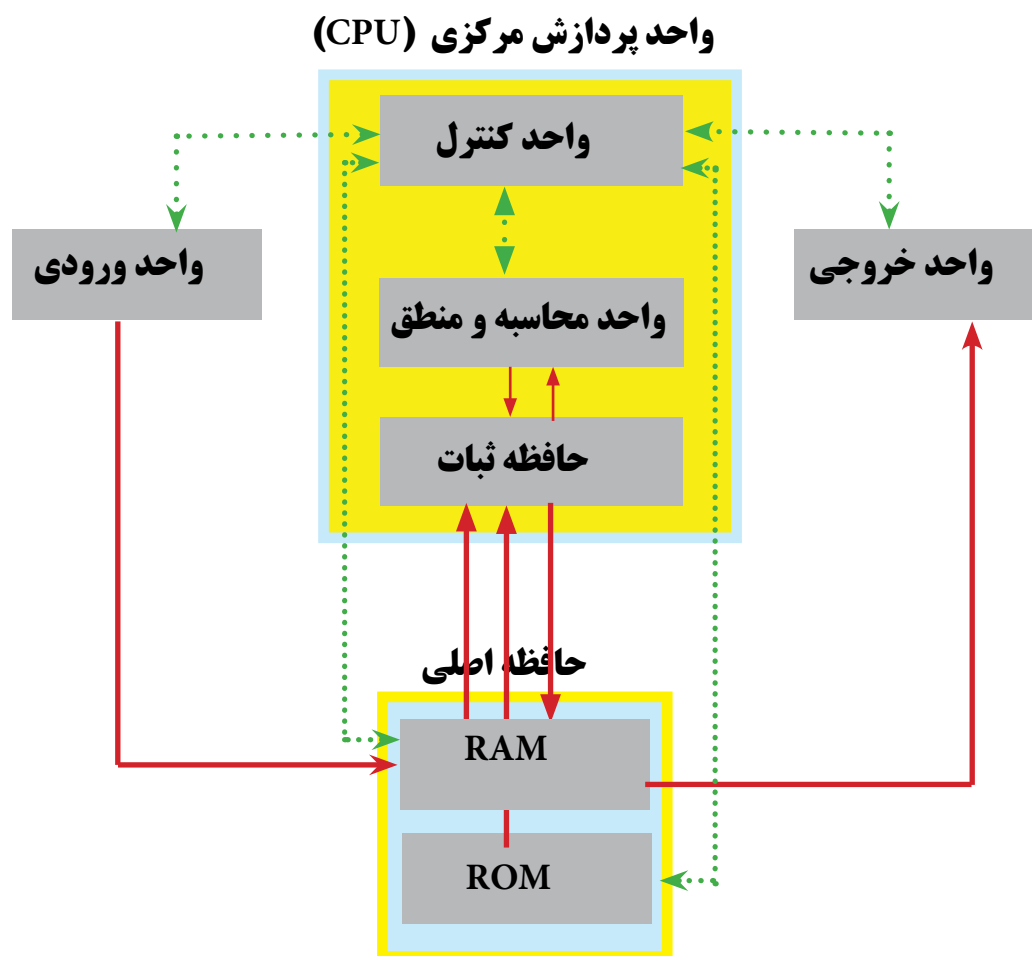 واحد پردازش مرکزی (CPU)
واحد کنترل
واحد ورودی
واحد خروجی
واحد محاسبه و منطق
حافظه ثبات
حافظه اصلی
RAM
ROM